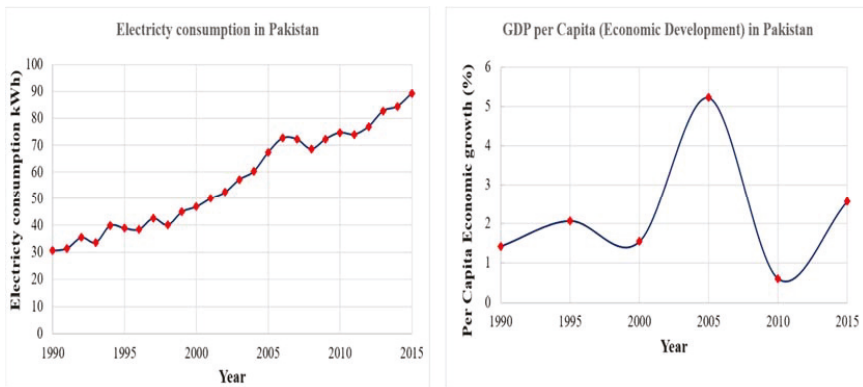 Electricty consumption in Pakistan
Electricty consumption kWh
100
90
80
70
60
50
40
30
20
10
0
1990 1995 2000 2005 2010 2015
Year
GDP per Capita (Economic Development) in Pakistan
Per Capita Economic growth (%)
6
5
4
3
2
1
0
1990 1995 2000 2005 2010 2015
Year